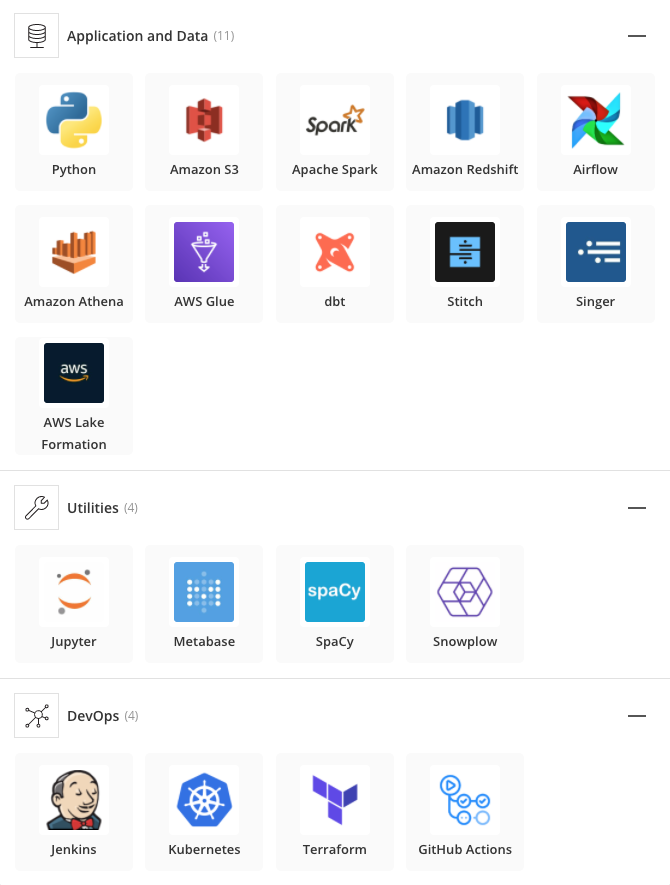 Application and Data (11)
Spark
Python
Amazon S3
Apache Spark
Amazon Redshift
Airflow
Amazon Athena
AWS Glue
dbt
Stitch
Singer
aws
AWS Lake
Formation
Utilities (4)
spaCy
Jupyter
Metabase
SpaCy
Snowplow
DevOps (4)
Jenkins
Kubernetes
Terraform
GitHub Actions